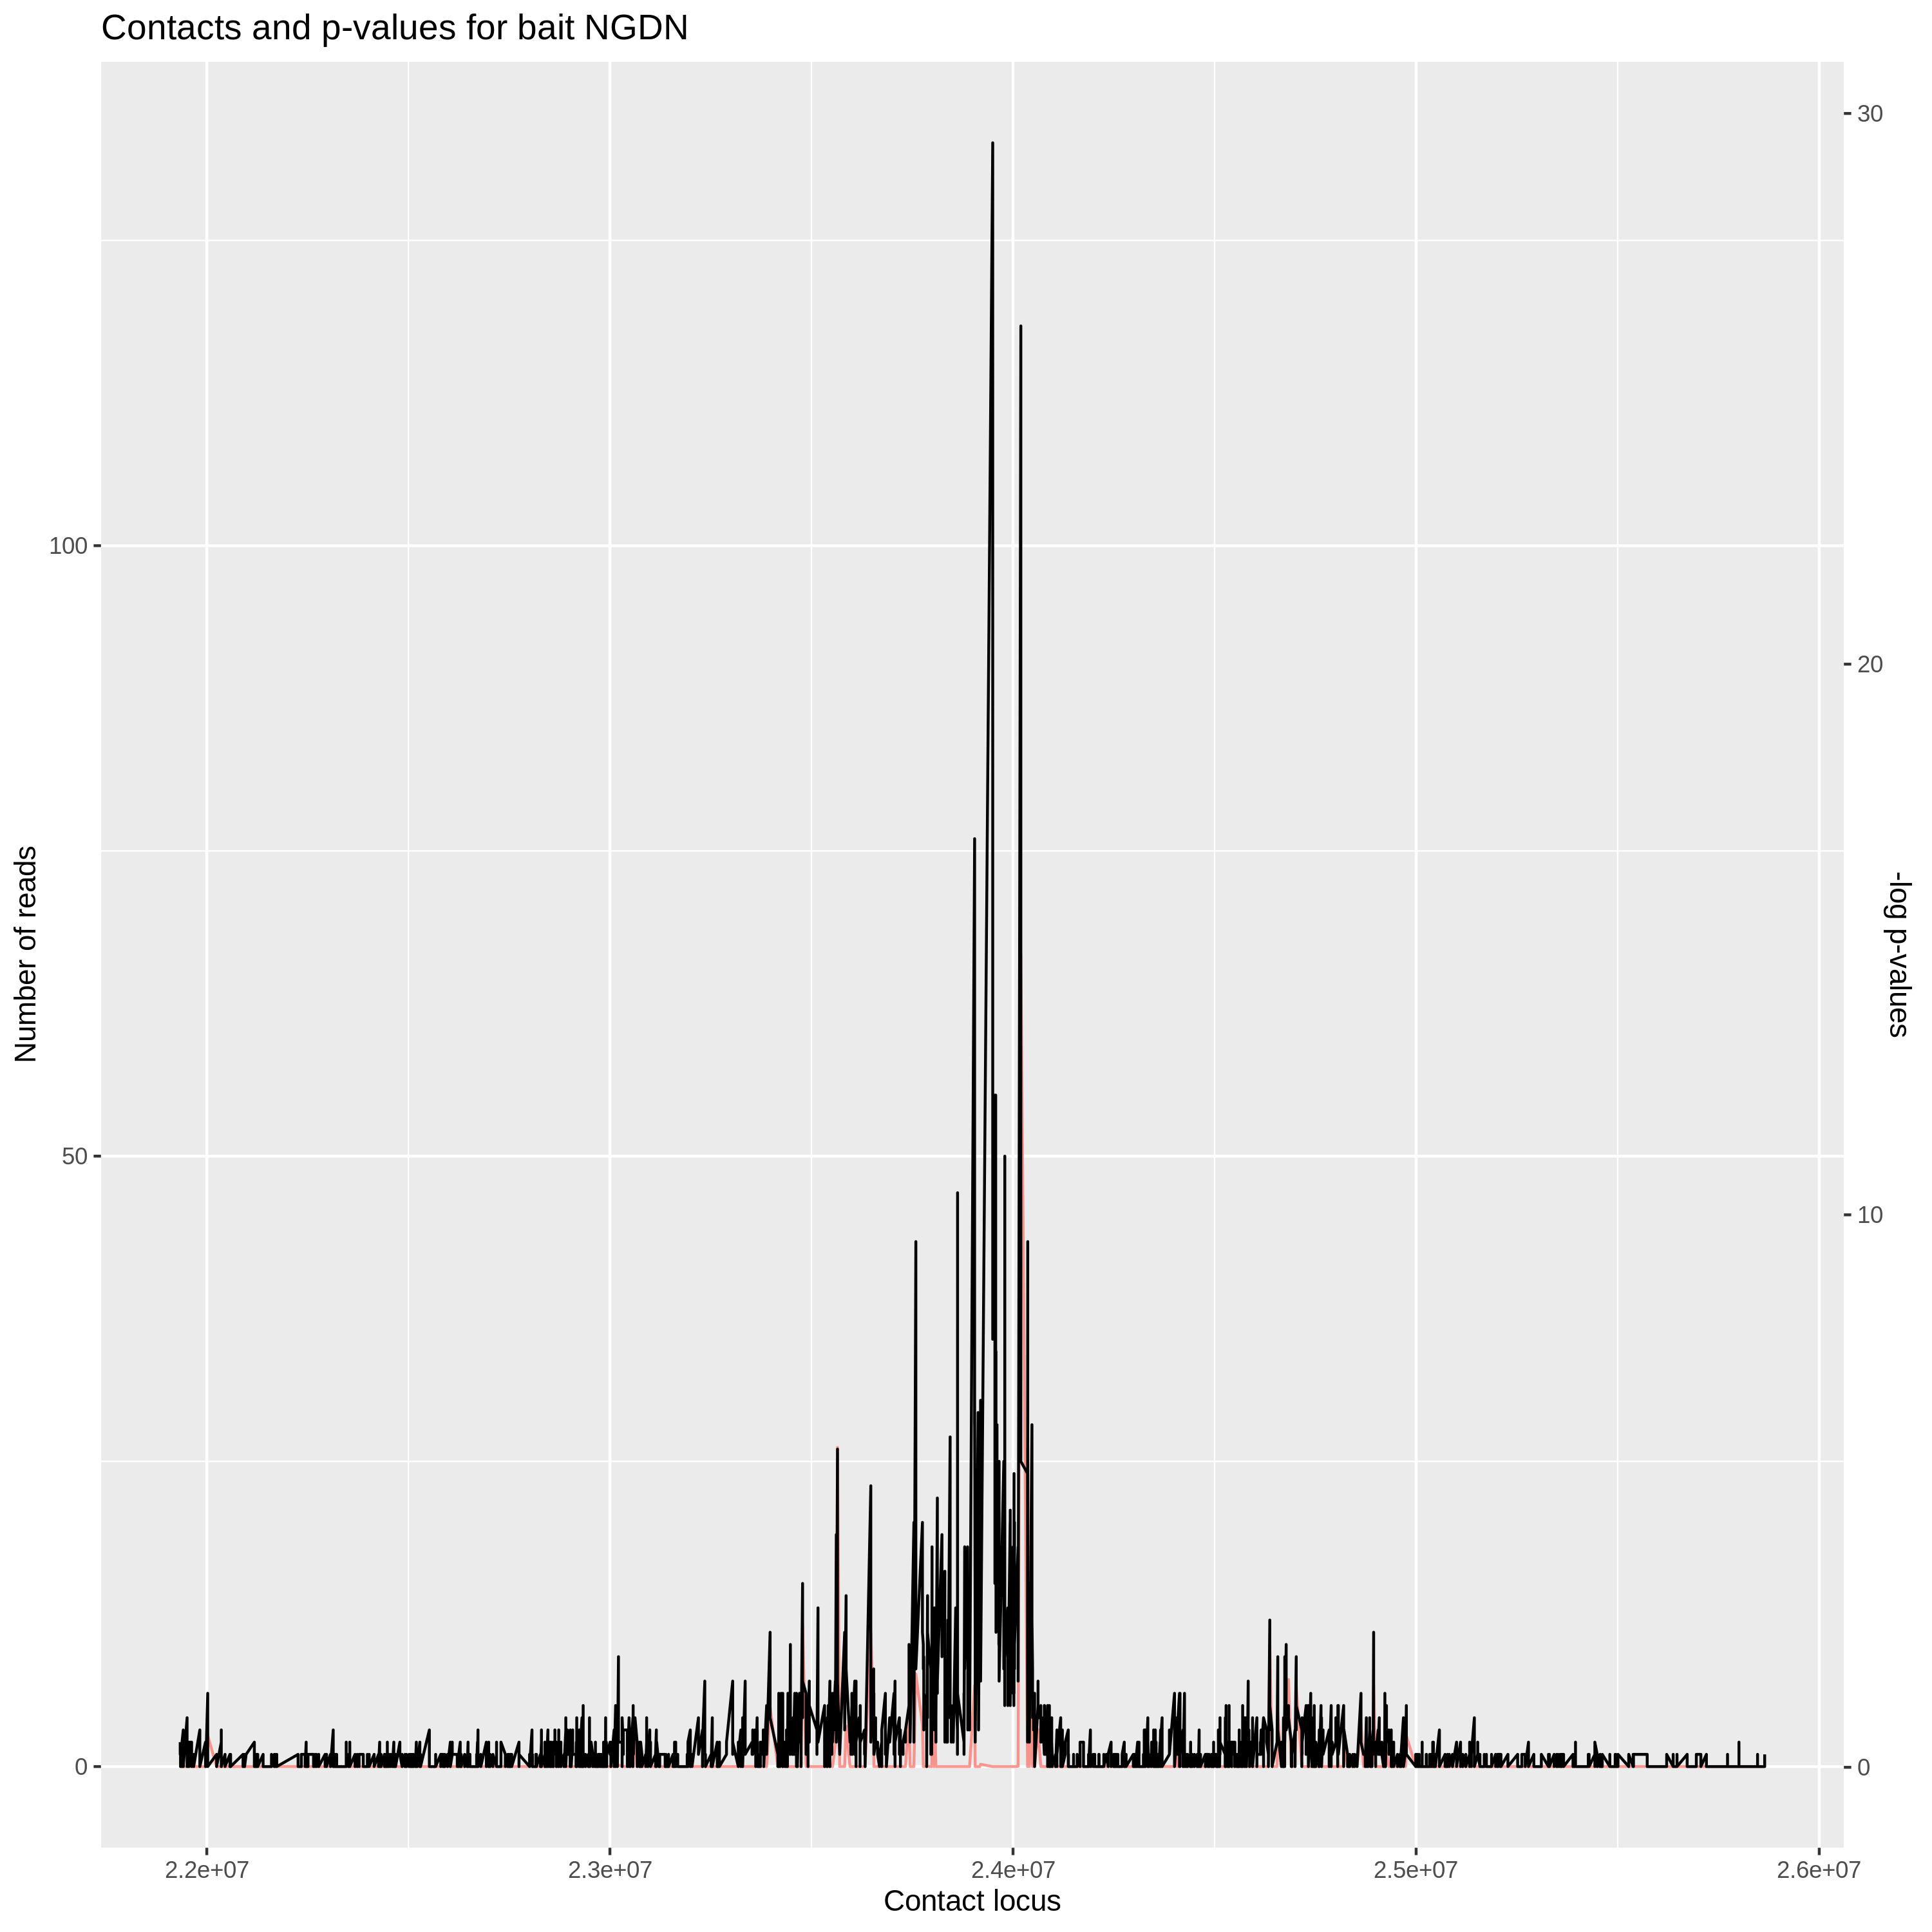 Contacts and p-values for bait NGDN
30
20
10
0
100
50
0
Number of reads
-log p-values
2.2e+07 2.3e+07 2.4e+07 2.5e+07 2.6e+07
Contact locus